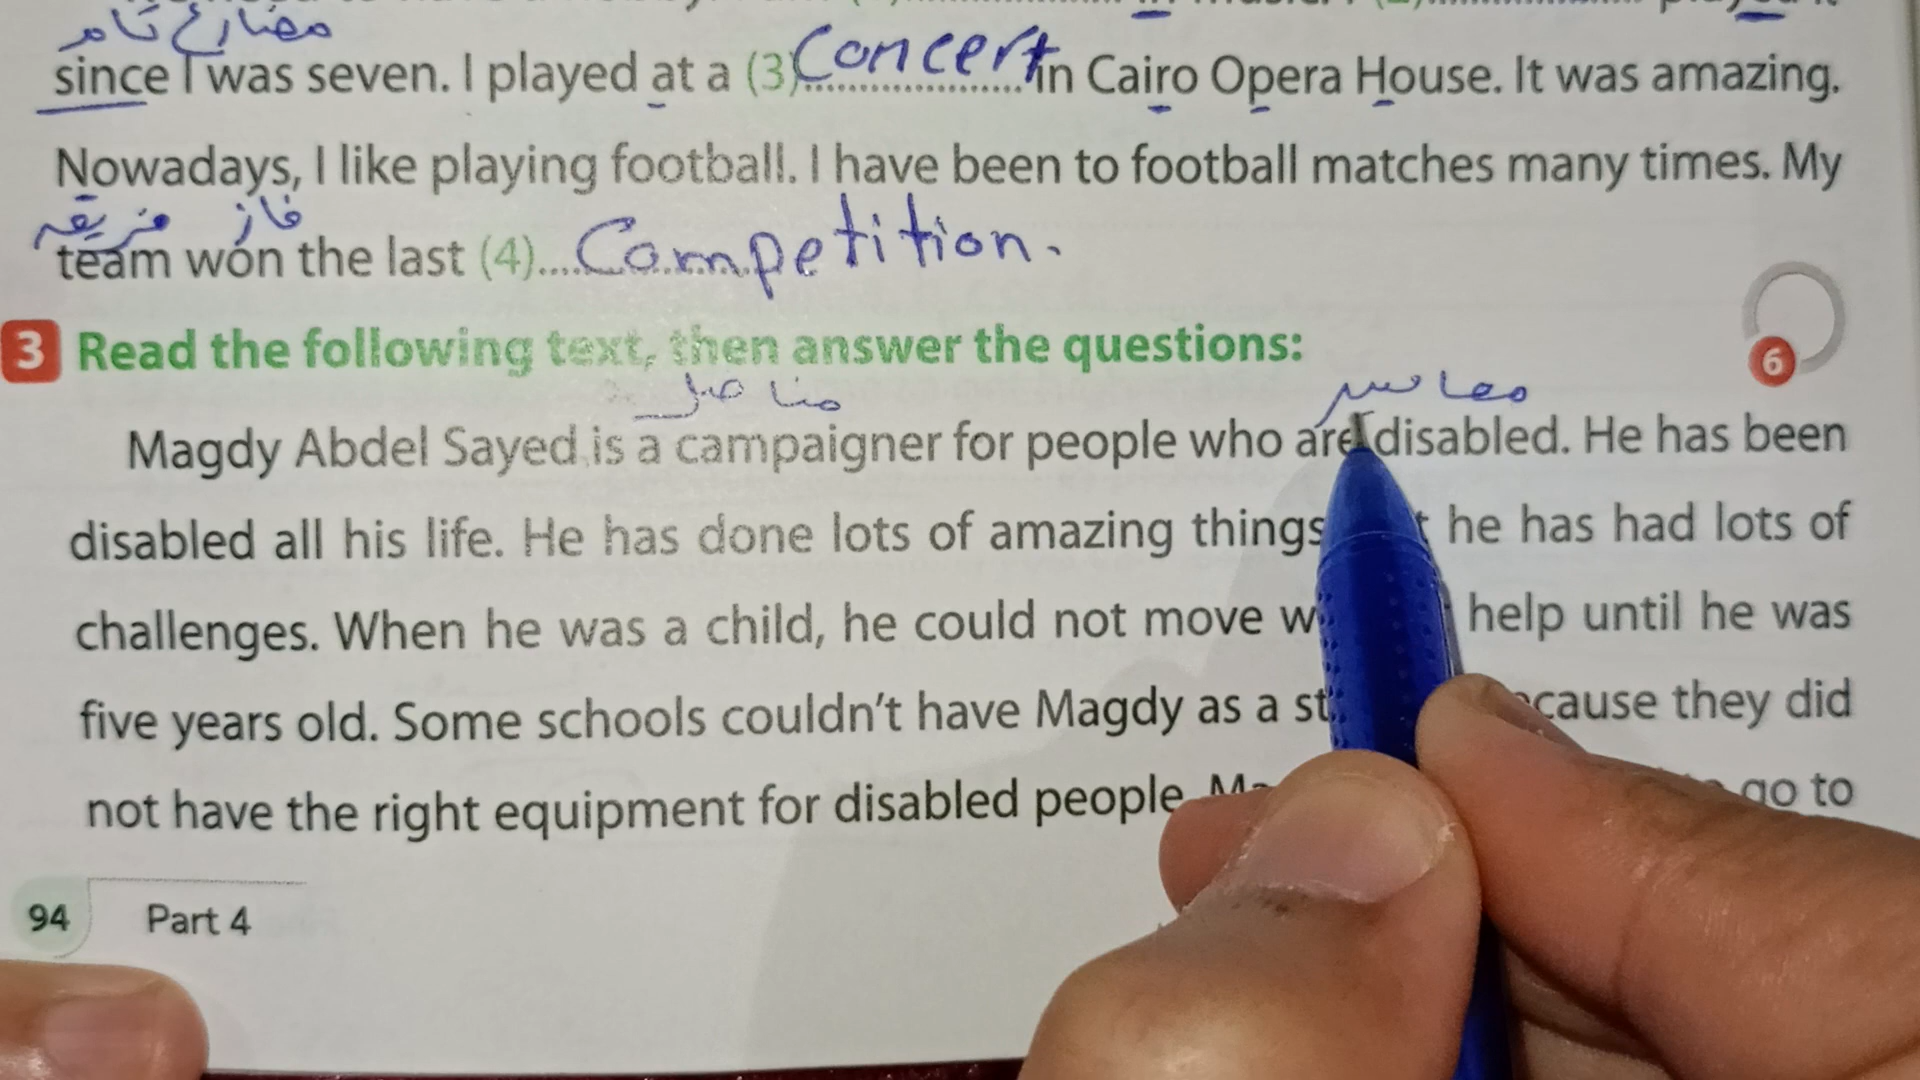 مضارع تام
since I was seven. I played at a (3) Concert in Cairo Opera House. It was amazing.
Nowadays, I like playing football. I have been to football matches many times. My
فريقه فاز
team won the last (4) Competition.
3 Read the following text, then answer the questions:
6
مناضل
Magdy Abdel Sayed is a campaigner for people who are disabled. He has been
disabled all his life. He has done lots of amazing things he has had lots of
challenges. When he was a child, he could not move help until he was
five years old. Some schools couldn't have Magdy as a they did
not have the right equipment for disabled people. go to
94 Part 4